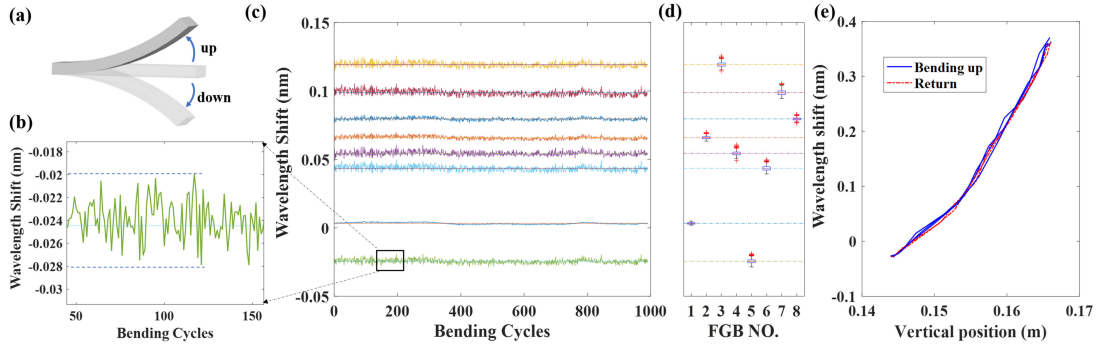 (a)
up
down
(b)
Wavelength Shift (nm)
-0.018
-0.02
-0.022
-0.024
-0.026
-0.028
-0.03
50
100
150
Bending Cycles
(c)
Wavelength Shift (nm)
0.15
0.1
0.05
0
-0.05
0
200
400
600
800
1000
Bending Cycles
(d)
1 2 3 4 5 6 7 8
FGB NO.
(e)
Wavelength shift (nm)
0.4
0.3
0.2
0.1
0
-0.1
Bending up
Return
0.14
0.15
0.16
0.17
Vertical position (m)